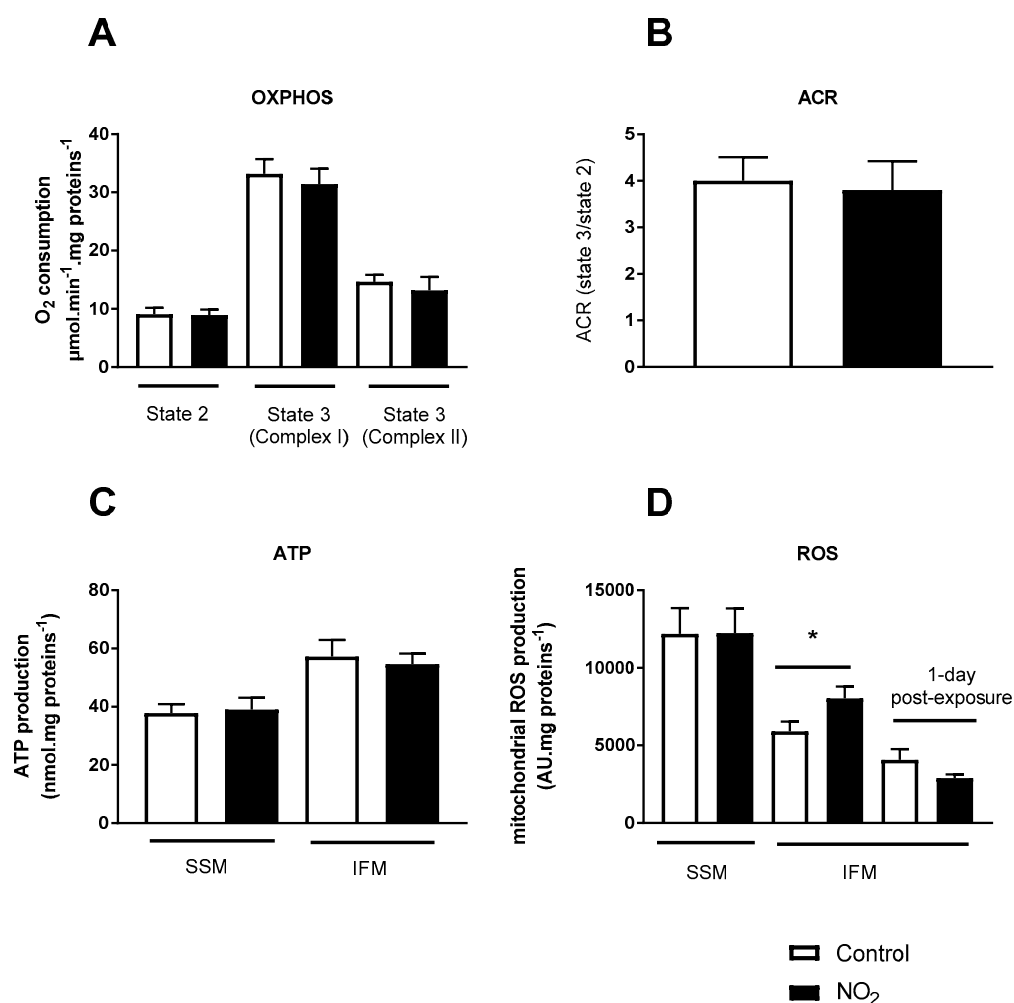 A
OXPHOS
O₂ consumption
µmol.min⁻¹.mg proteins⁻¹
40
30
20
10
0
State 2
State 3
(Complex I)
State 3
(Complex II)
B
ACR
ACR (state 3/state 2)
5
4
3
2
1
0
C
ATP
ATP production
(nmol.mg proteins⁻¹)
80
60
40
20
0
SSM
IFM
D
ROS
mitochondrial ROS production
(AU.mg proteins⁻¹)
15000
10000
5000
0
*
1-day
post-exposure
SSM
IFM
Control
NO₂